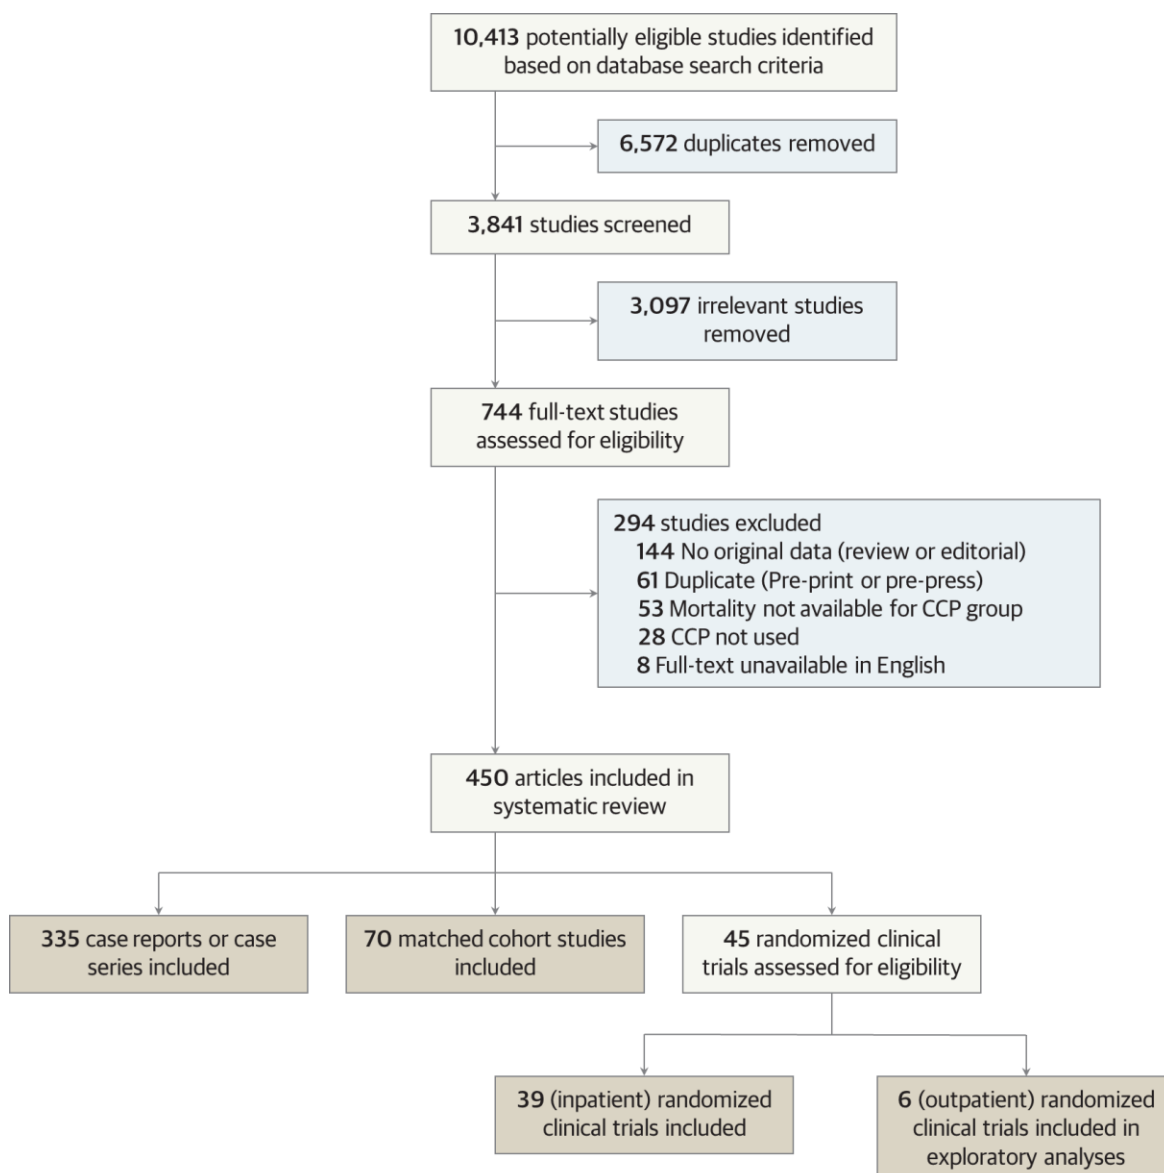 10,413 potentially eligible studies identified
based on database search criteria
6,572 duplicates removed
3,841 studies screened
3,097 irrelevant studies
removed
744 full-text studies
assessed for eligibility
294 studies excluded
144 No original data (review or editorial)
61 Duplicate (Pre-print or pre-press)
53 Mortality not available for CCP group
28 CCP not used
8 Full-text unavailable in English
450 articles included in
systematic review
335 case reports or case
series included
70 matched cohort studies
included
45 randomized clinical
trials assessed for eligibility
39 (inpatient) randomized
clinical trials included
6 (outpatient) randomized
clinical trials included in
exploratory analyses